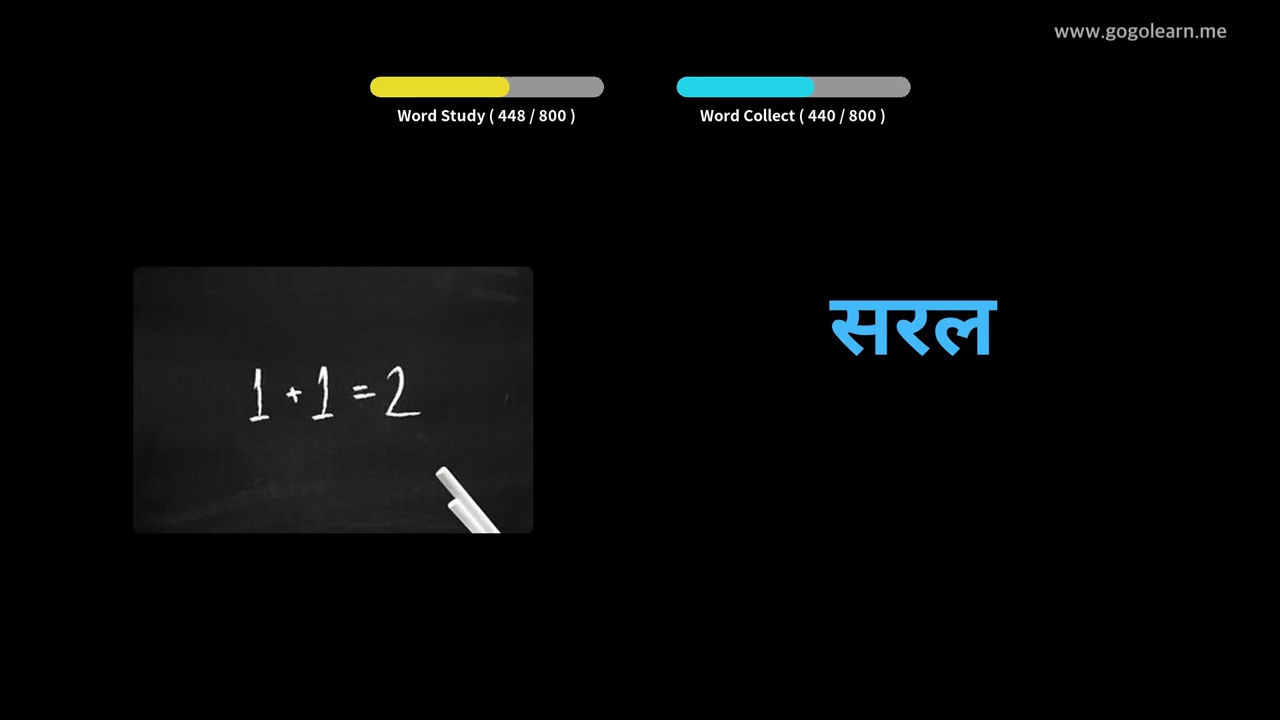 www.gogolearn.me
Word Study ( 448 / 800 )
Word Collect ( 440 / 800 )
सरल
1 + 1 = 2